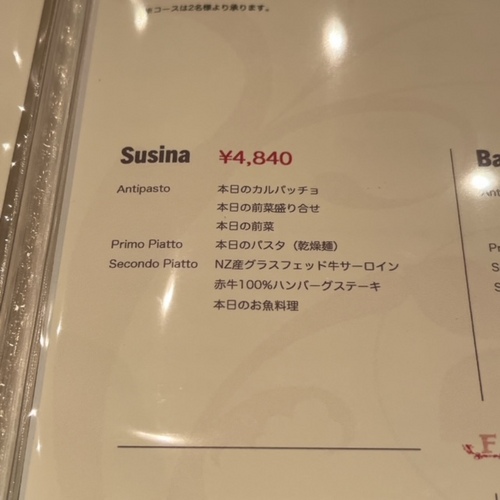 コースは2名様より承ります。
Susina ¥4,840
Antipasto 本日のカルパッチョ
本日の前菜盛り合せ
本日の前菜
Primo Piatto 本日のパスタ（乾燥麺）
Secondo Piatto NZ産グラスフェッド牛サーロイン
赤牛100%ハンバーグステーキ
本日のお魚料理